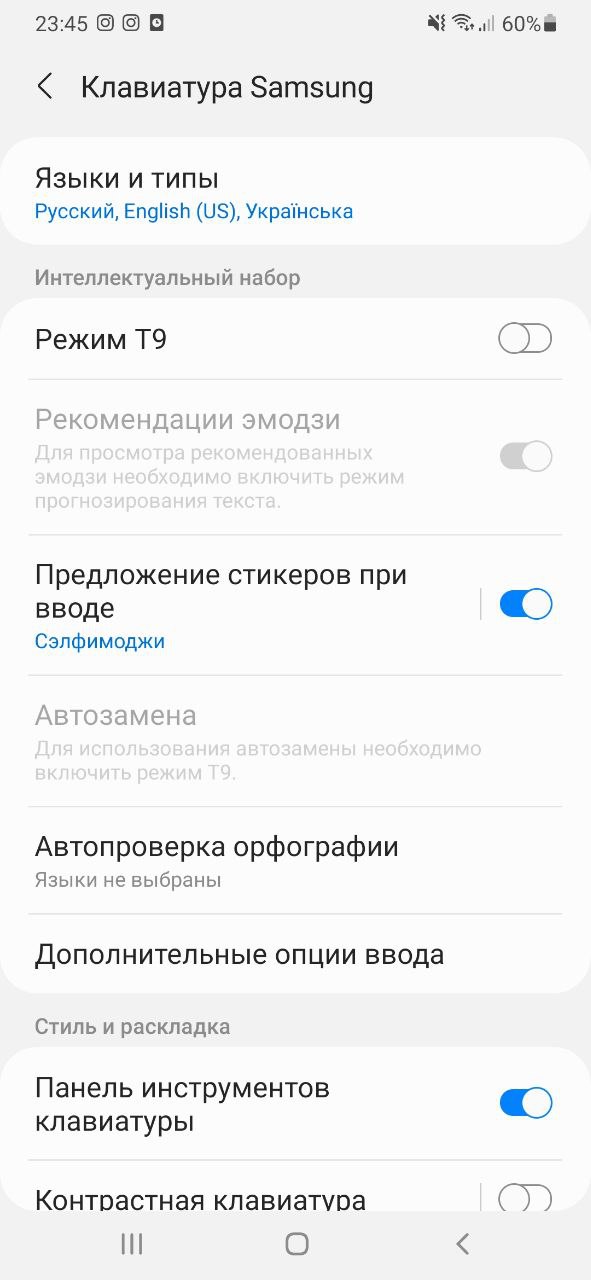 23:45 60%
Клавиатура Samsung
Языки и типы
Русский, English (US), Українська
Интеллектуальный набор
Режим Т9
Рекомендации эмодзи
Для просмотра рекомендованных
эмодзи необходимо включить режим
прогнозирования текста.
Предложение стикеров при
вводе
Сэлфимоджи
Автозамена
Для использования автозамены необходимо
включить режим Т9.
Автопроверка орфографии
Языки не выбраны
Дополнительные опции ввода
Стиль и раскладка
Панель инструментов
клавиатуры
Контрастная клавиатура